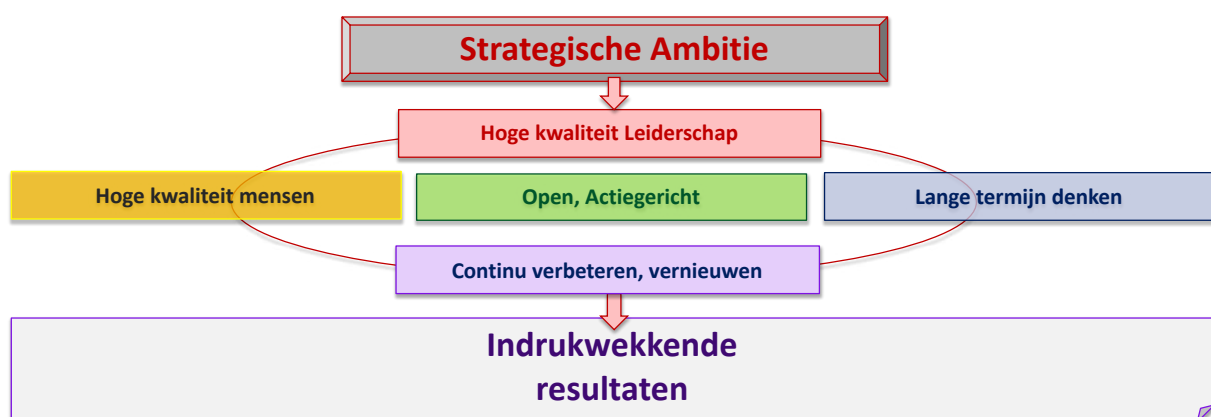 Strategische Ambitie
Hoge kwaliteit Leiderschap
Hoge kwaliteit mensen
Open, Actiegericht
Lange termijn denken
Continu verbeteren, vernieuwen
Indrukwekkende
resultaten